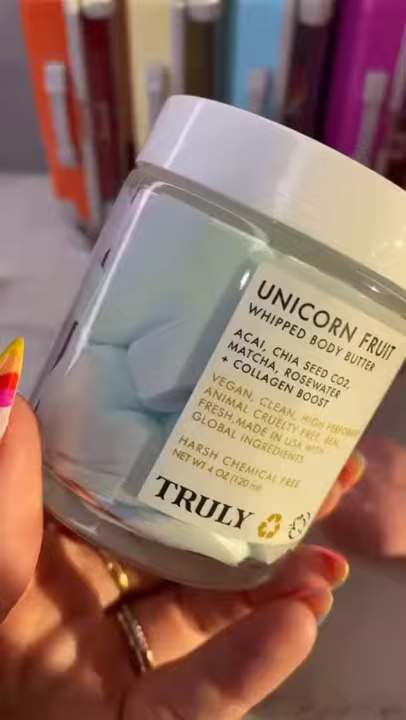 UNICORN FRUIT
WHIPPED BODY BUTTER
ACAI, CHIA SEED CO2,
MATCHA, ROSEWATER
+ COLLAGEN BOOST
VEGAN, CLEAN, HIGH PERFORMANCE
ANIMAL CRUELTY FREE. REAL
FRESH, MADE IN USA WITH
GLOBAL INGREDIENTS
HARSH CHEMICAL FREE
NET WT 4 OZ (120 ml)
TRULY